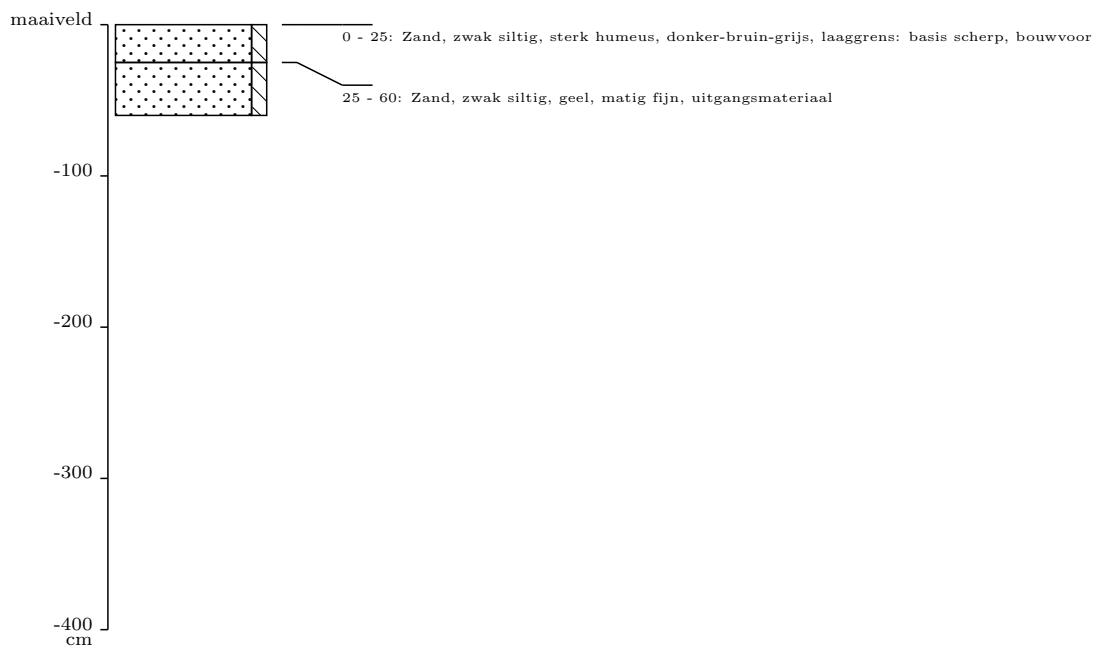 maaiveld
0 - 25: Zand, zwak siltig, sterk humeus, donker-bruin-grijs, laaggrens: basis scherp, bouwvoor
25 - 60: Zand, zwak siltig, geel, matig fijn, uitgangsmateriaal
-100
-200
-300
-400
cm